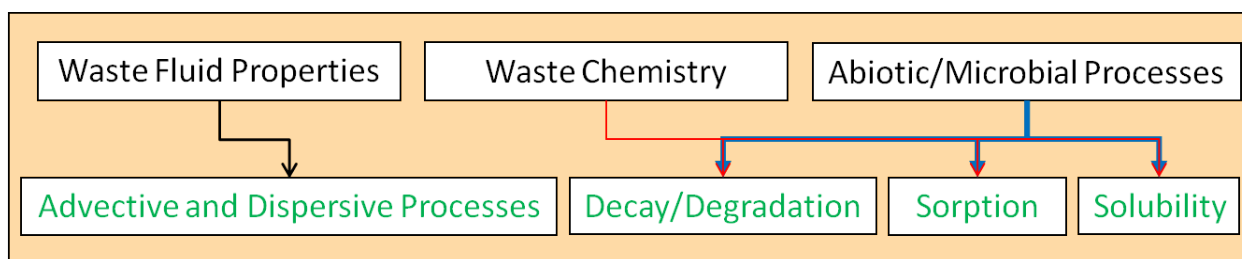 Waste Fluid Properties
Waste Chemistry
Abiotic/Microbial Processes
Advective and Dispersive Processes
Decay/Degradation
Sorption
Solubility